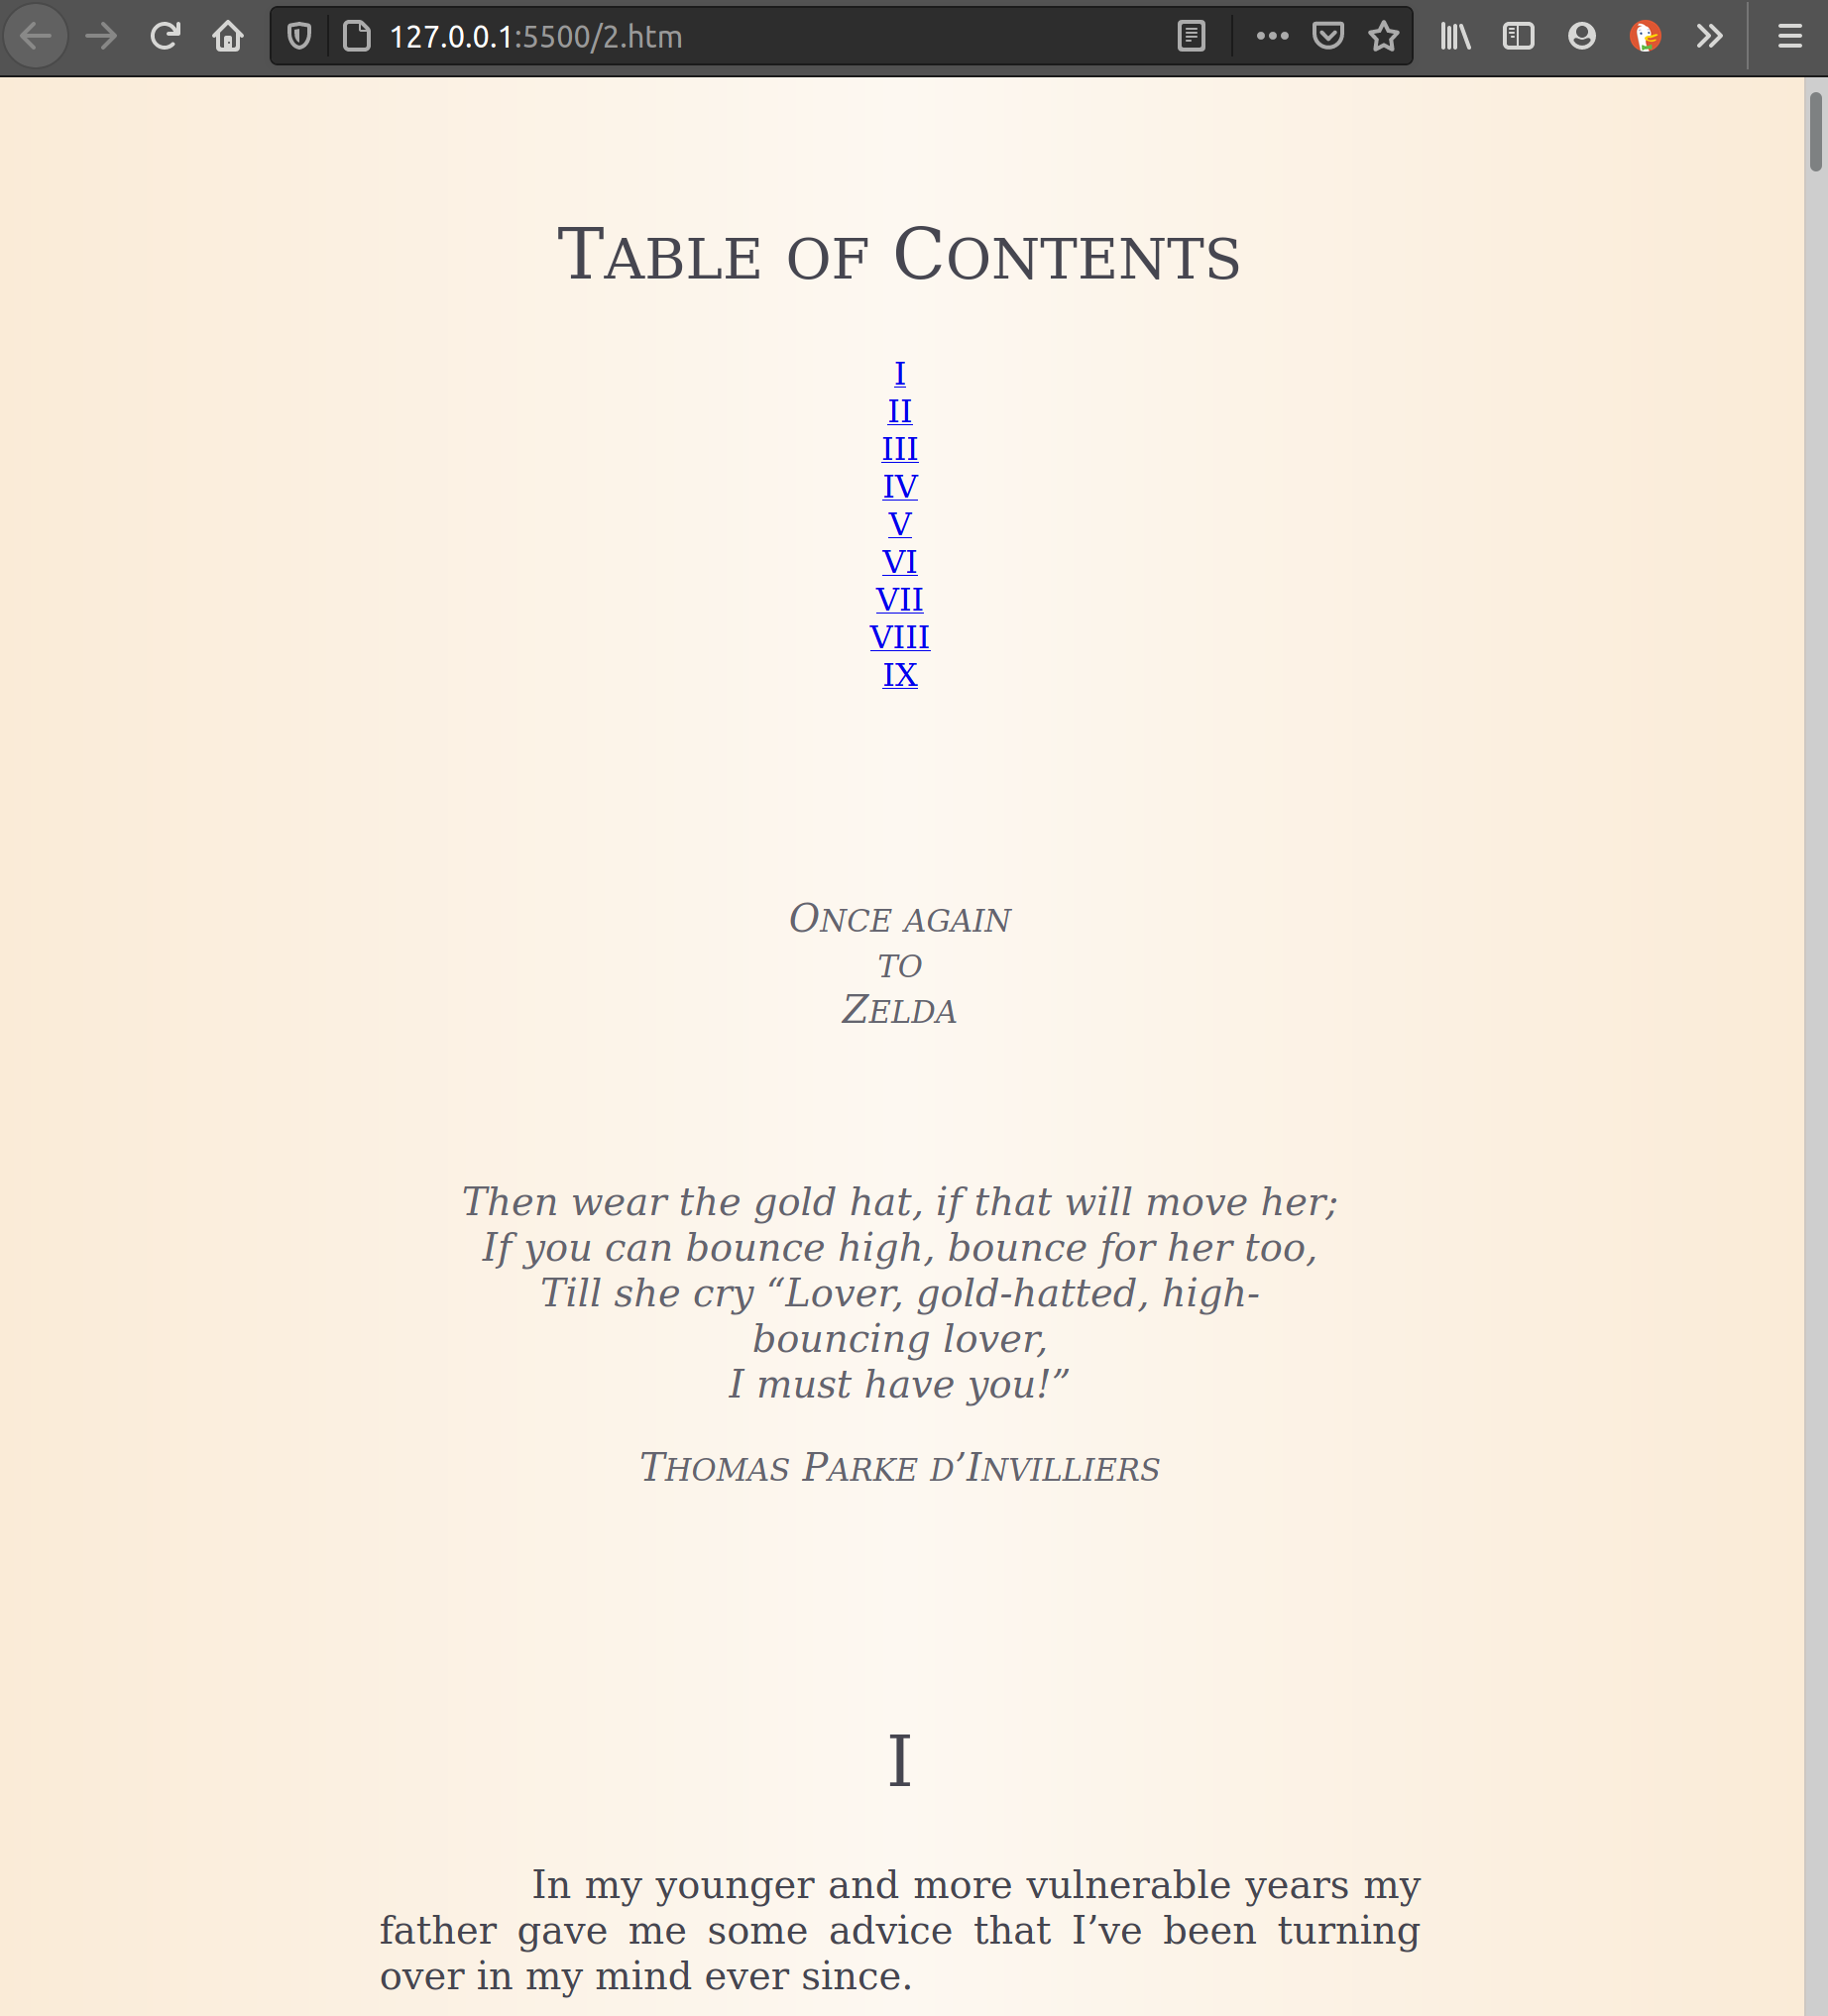 127.0.0.1:5500/2.htm
Table of Contents
I
II
III
IV
V
VI
VII
VIII
IX
Once again
to
Zelda
Then wear the gold hat, if that will move her;
If you can bounce high, bounce for her too,
Till she cry “Lover, gold-hatted, high-
bouncing lover,
I must have you!”
Thomas Parke d’Invilliers
I
In my younger and more vulnerable years my
father gave me some advice that I’ve been turning
over in my mind ever since.